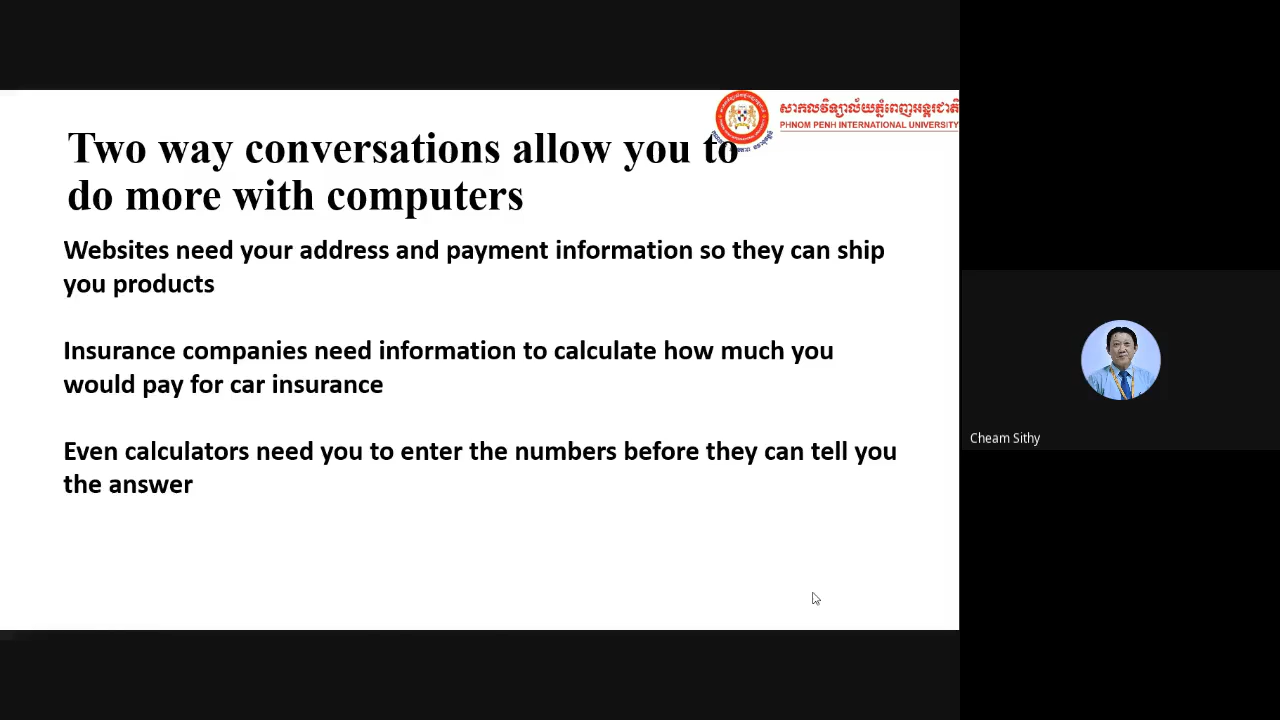 សាកលវិទ្យាល័យភ្នំពេញអន្តរជាតិ
PHNOM PENH INTERNATIONAL UNIVERSITY
Two way conversations allow you to
do more with computers
Websites need your address and payment information so they can ship
you products
Insurance companies need information to calculate how much you
would pay for car insurance
Even calculators need you to enter the numbers before they can tell you
the answer
Cheam Sithy